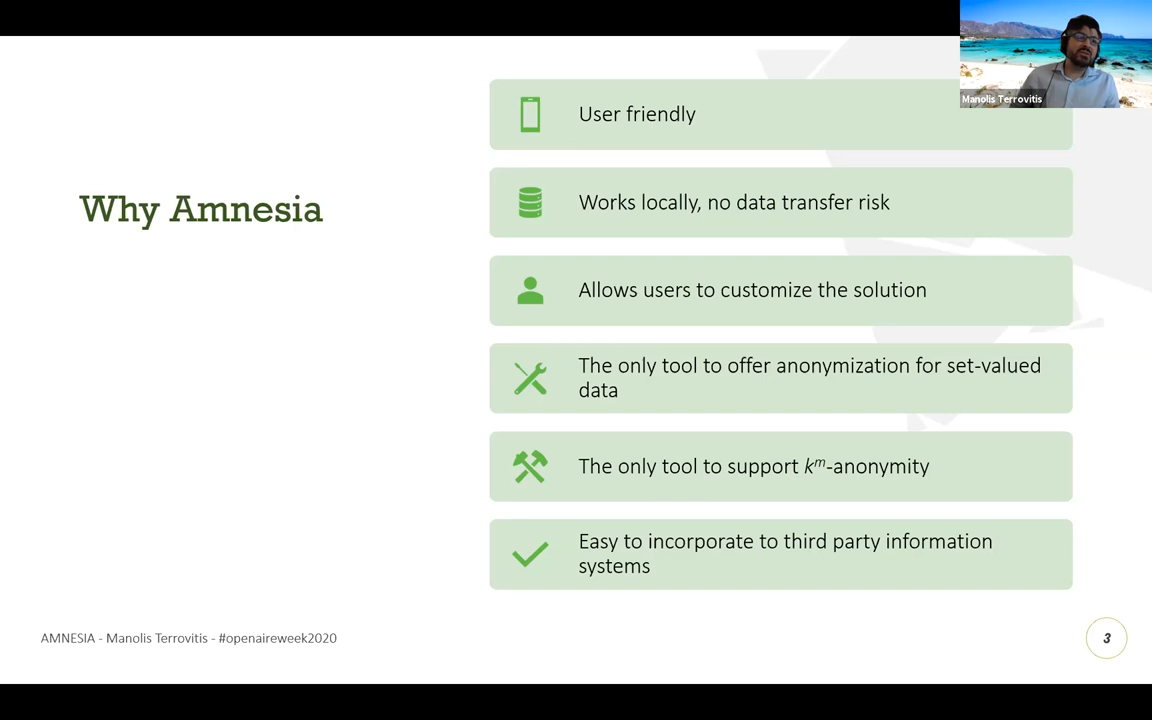 Manolis Terrovitis
User friendly
Works locally, no data transfer risk
Why Amnesia
Allows users to customize the solution
The only tool to offer anonymization for set-valued
data
The only tool to support kᵐ-anonymity
Easy to incorporate to third party information
systems
AMNESIA - Manolis Terrovitis - #openaireweek2020
3